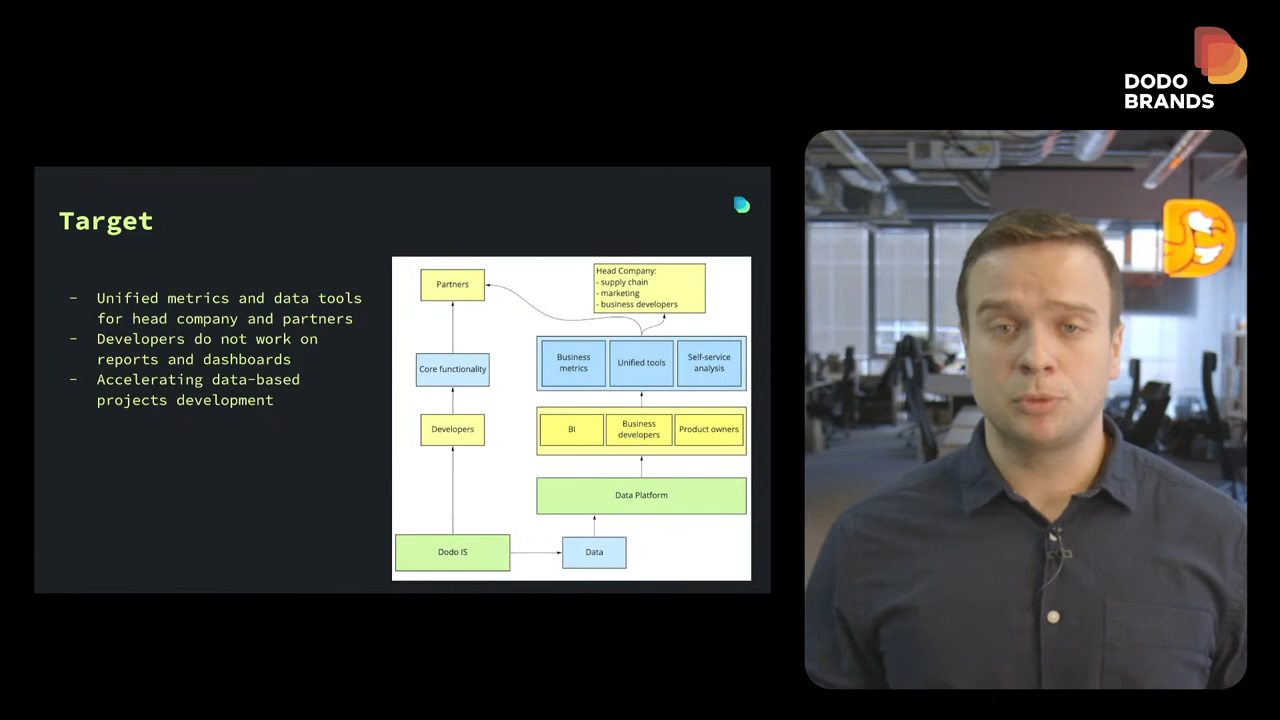 DODO
BRANDS
Target
- Unified metrics and data tools
for head company and partners
- Developers do not work on
reports and dashboards
- Accelerating data-based
projects development
Partners
Head Company:
- supply chain
- marketing
- business developers
Core functionality
Business
metrics
Unified tools
Self-service
analysis
Developers
BI
Business
developers
Product owners
Data Platform
Dodo IS
Data